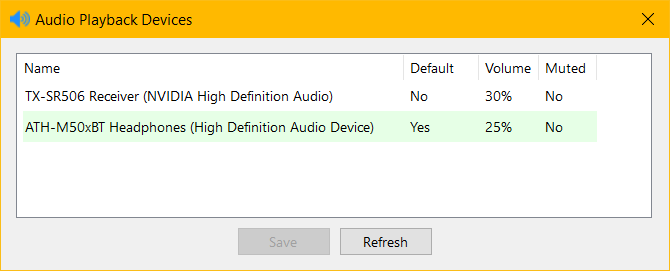 Audio Playback Devices
Name Default Volume Muted
TX-SR506 Receiver (NVIDIA High Definition Audio) No 30% No
ATH-M50xBT Headphones (High Definition Audio Device) Yes 25% No
Save Refresh